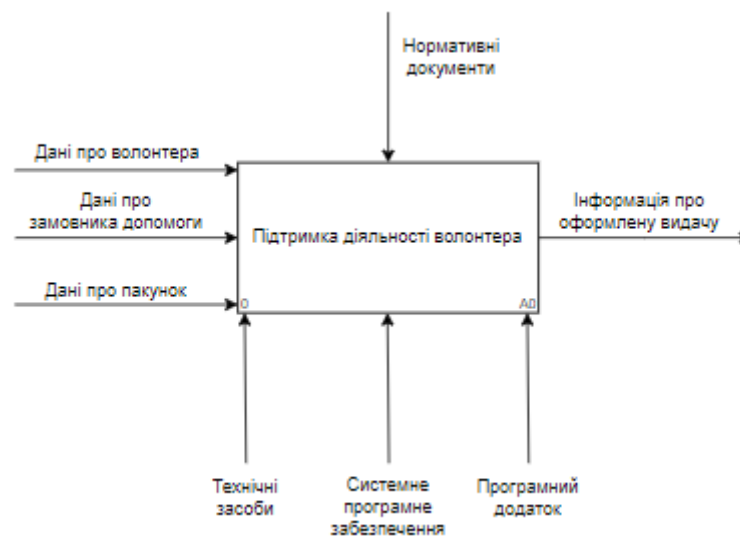 Нормативні
документи
Дані про волонтера
Дані про
замовника допомоги
Підтримка діяльності волонтера
Інформація про
оформлену видачу
Дані про пакунок
0
A0
Технічні
засоби
Системне
програмне
забезпечення
Програмний
додаток